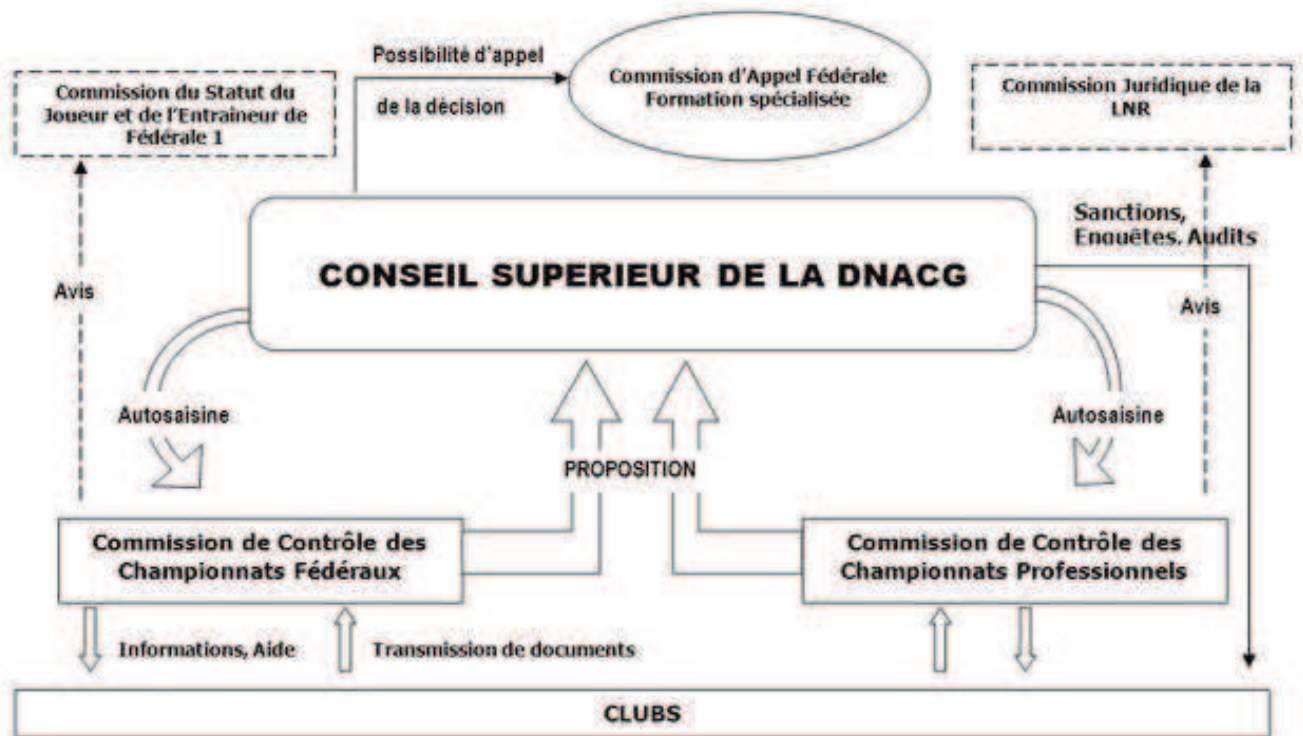 Possibilité d'appel
de la décision
Commission d'Appel Fédérale
Formation spécialisée
Commission du Statut du
Joueur et de l'Entraineur de
Fédérale 1
Commission Juridique de la
LNR
Sanctions,
Enquêtes, Audits
CONSEIL SUPERIEUR DE LA DNACG
Avis
Avis
Autosaisine
Autosaisine
PROPOSITION
Commission de Contrôle des
Championnats Fédéraux
Commission de Contrôle des
Championnats Professionnels
Informations, Aide
Transmission de documents
CLUBS